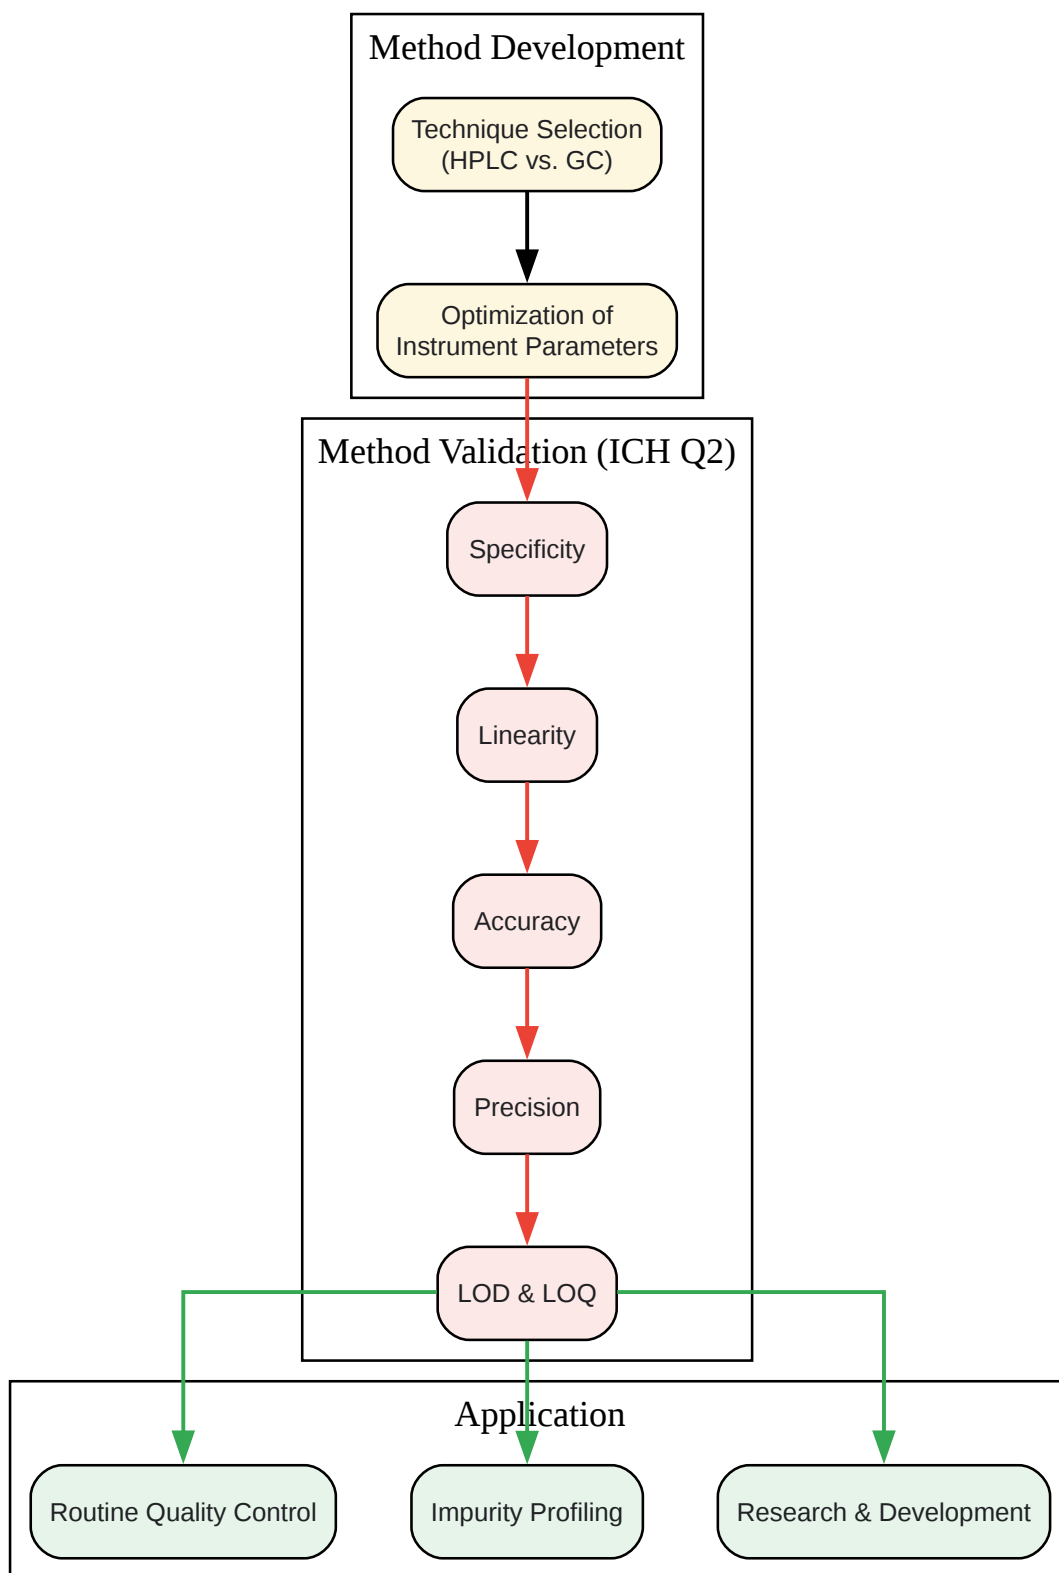 Method Development
Technique Selection
(HPLC vs. GC)
Optimization of
Instrument Parameters
Method Validation (ICH Q2)
Specificity
Linearity
Accuracy
Precision
LOD & LOQ
Application
Routine Quality Control
Impurity Profiling
Research & Development